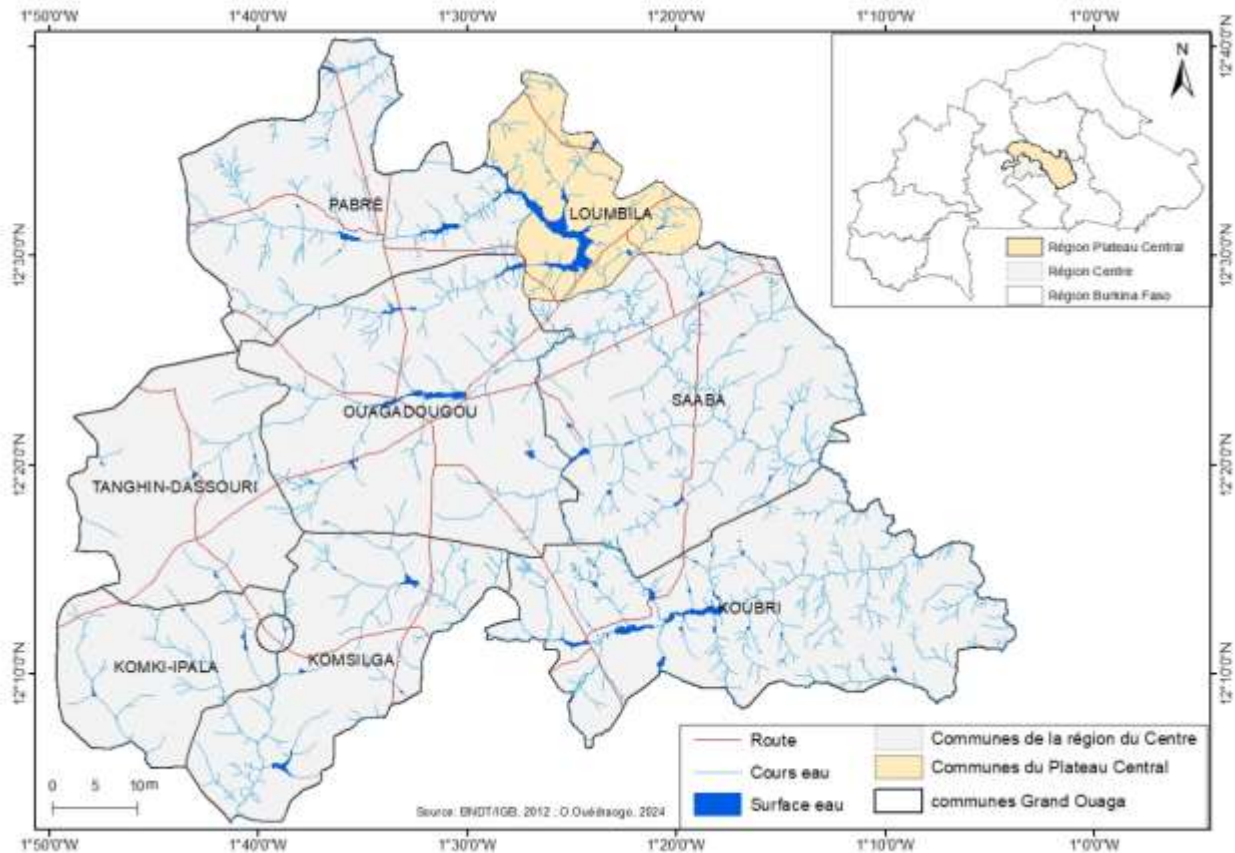 1°50'0"W 1°40'0"W 1°30'0"W 1°20'0"W 1°10'0"W 1°0'0"W
12°40'0"N
12°40'0"N
N
Région Plateau Central
Région Centre
Région Burkina Faso
PABRÉ
LOUMBILA
12°30'0"N
12°30'0"N
OUAGADOUGOU
SAABA
12°20'0"N
12°20'0"N
TANGHIN-DASSOURI
KOUBRI
KOMKI-IPALA
KOMSILGA
12°10'0"N
12°10'0"N
0 5 10m
Source: BNDT/IGB, 2012 ; O.Ouédraogo, 2024
Route
Cours eau
Surface eau
Communes de la région du Centre
Communes du Plateau Central
communes Grand Ouaga
1°50'0"W 1°40'0"W 1°30'0"W 1°20'0"W 1°10'0"W 1°0'0"W